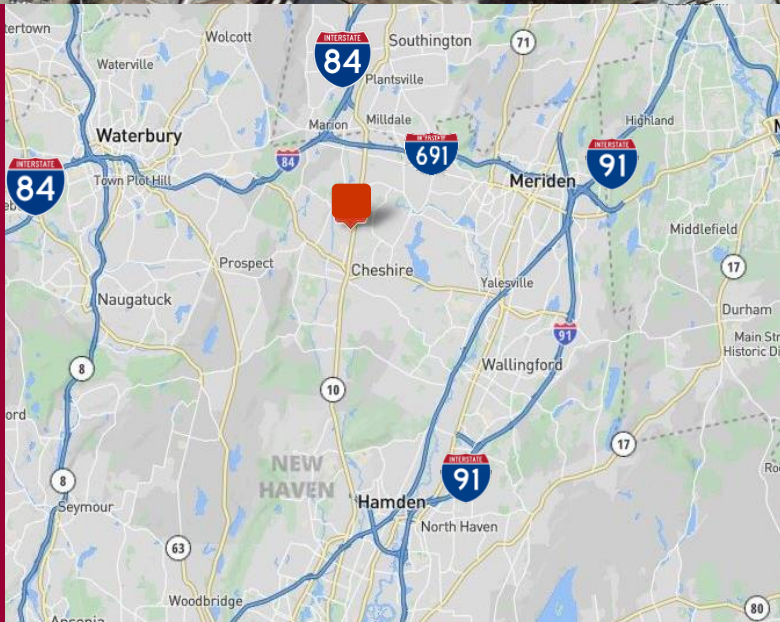 Wolcott
INTERSTATE
84
Southington
71
Waterville
Plantsville
Marion
Milldale
Highland
Waterbury
84
INTERSTATE
691
INTERSTATE
91
INTERSTATE
84
Town Plot Hill
Meriden
Middlefield
Prospect
Cheshire
17
Yalesville
Naugatuck
Durham
91
Main Str
Historic Di
Wallingford
8
10
17
NEW
HAVEN
INTERSTATE
91
8
Seymour
Hamden
North Haven
63
Woodbridge
80